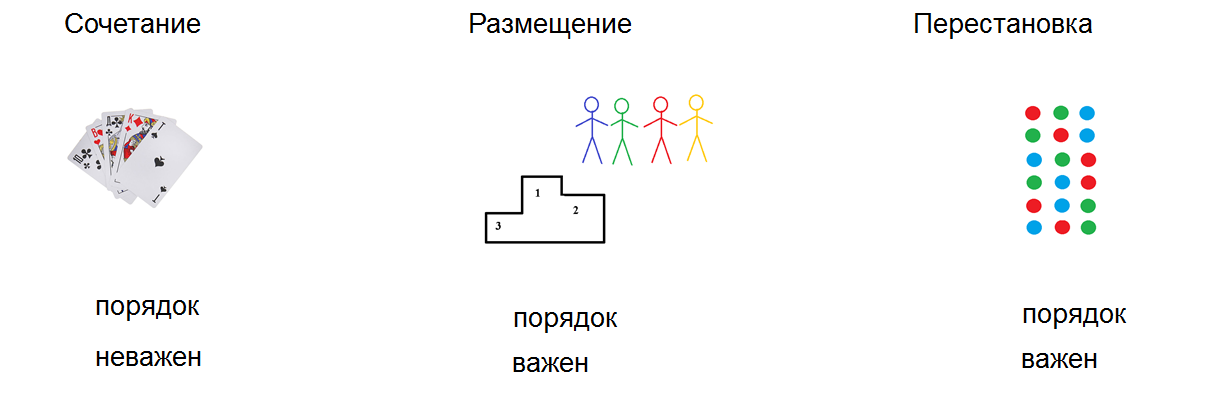 Сочетание
Размещение
Перестановка
1
2
3
порядок
неважен
порядок
важен
порядок
важен